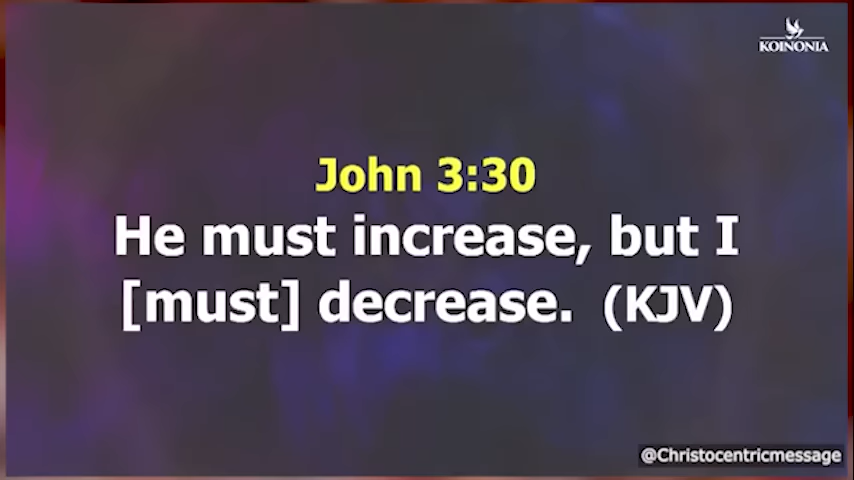 KOINONIA
John 3:30
He must increase, but I
[must] decrease. (KJV)
@Christocentricmessage